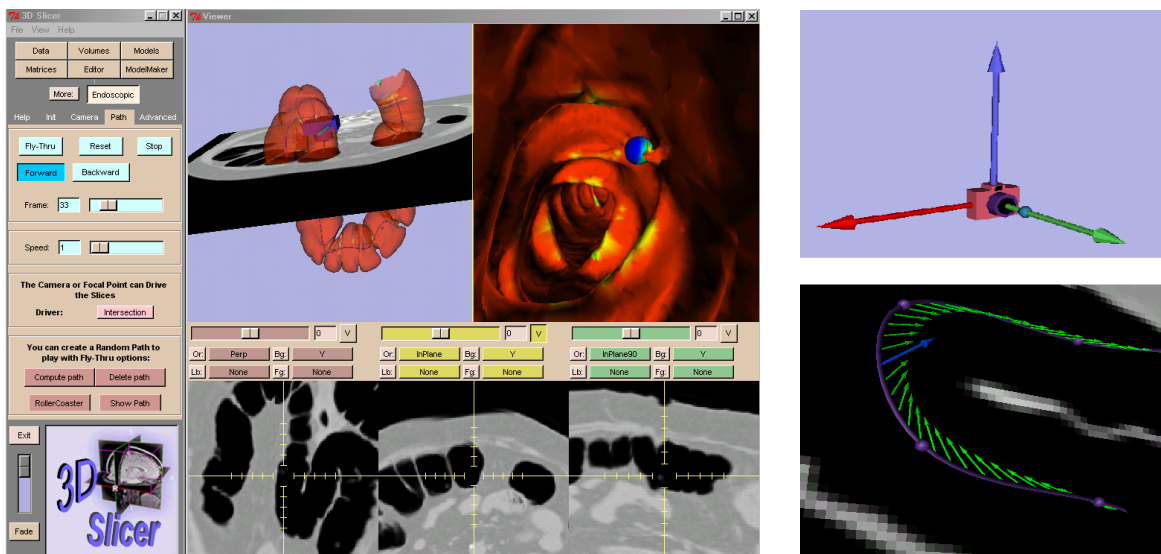 3D Slicer
File View Help
Data Volumes Models
Matrices Editor ModelMaker
More: Endoscopic
Help Init Camera Path Advanced
Fly-Thru Reset Stop
Forward Backward
Frame: 33
Speed: 1
The Camera or Focal Point can Drive
the Slices
Driver: Intersection
You can create a Random Path to
play with Fly-Thru options:
Compute path Delete path
RollerCoaster Show Path
Exit
Fade
3D
Slicer
Viewer
0 V 0 V 0 V
Or: Perp Bg: Y Or: InPlane Bg: Y Or: InPlane90 Bg: Y
Lb: None Fg: None Lb: None Fg: None Lb: None Fg: None